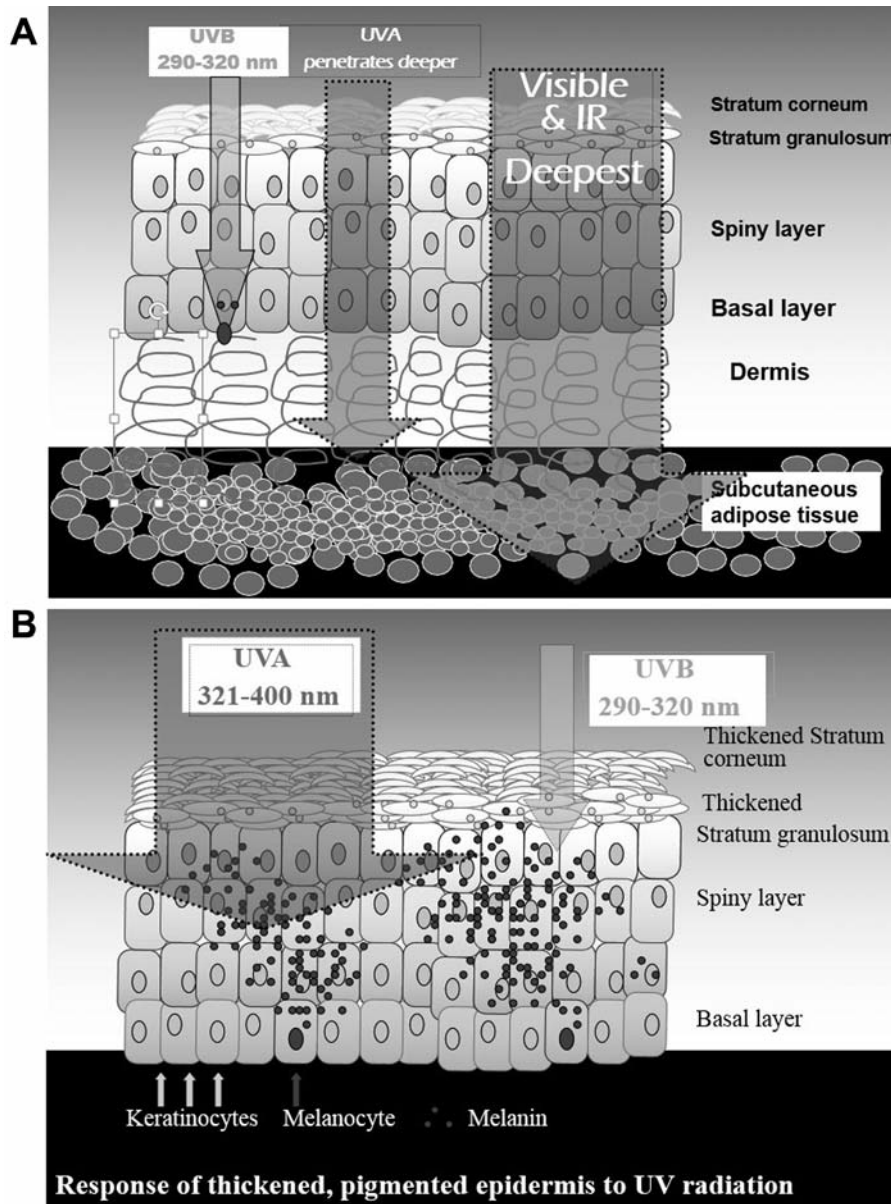 A
UVB
290-320 nm
UVA
penetrates deeper
Visible
& IR
Deepest
Stratum corneum
Stratum granulosum
Spiny layer
Basal layer
Dermis
Subcutaneous
adipose tissue
B
UVA
321-400 nm
UVB
290-320 nm
Thickened Stratum
corneum
Thickened
Stratum granulosum
Spiny layer
Basal layer
Keratinocytes Melanocyte Melanin
Response of thickened, pigmented epidermis to UV radiation